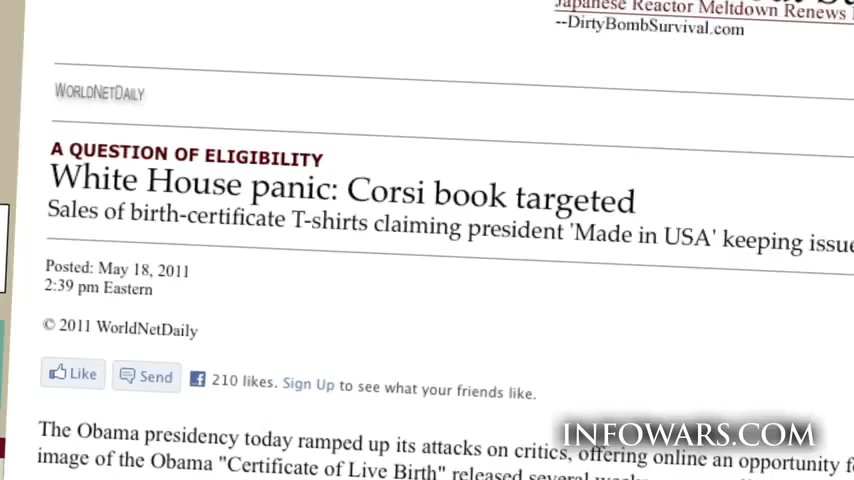 Japanese Reactor Meltdown Renews
--DirtyBombSurvival.com
WORLDNETDAILY
A QUESTION OF ELIGIBILITY
White House panic: Corsi book targeted
Sales of birth-certificate T-shirts claiming president 'Made in USA' keeping issue
Posted: May 18, 2011
2:39 pm Eastern
© 2011 WorldNetDaily
Like Send 210 likes. Sign Up to see what your friends like.
The Obama presidency today ramped up its attacks on critics, offering online an opportunity
image of the Obama "Certificate of Live Birth" released several
INFOWARS.COM